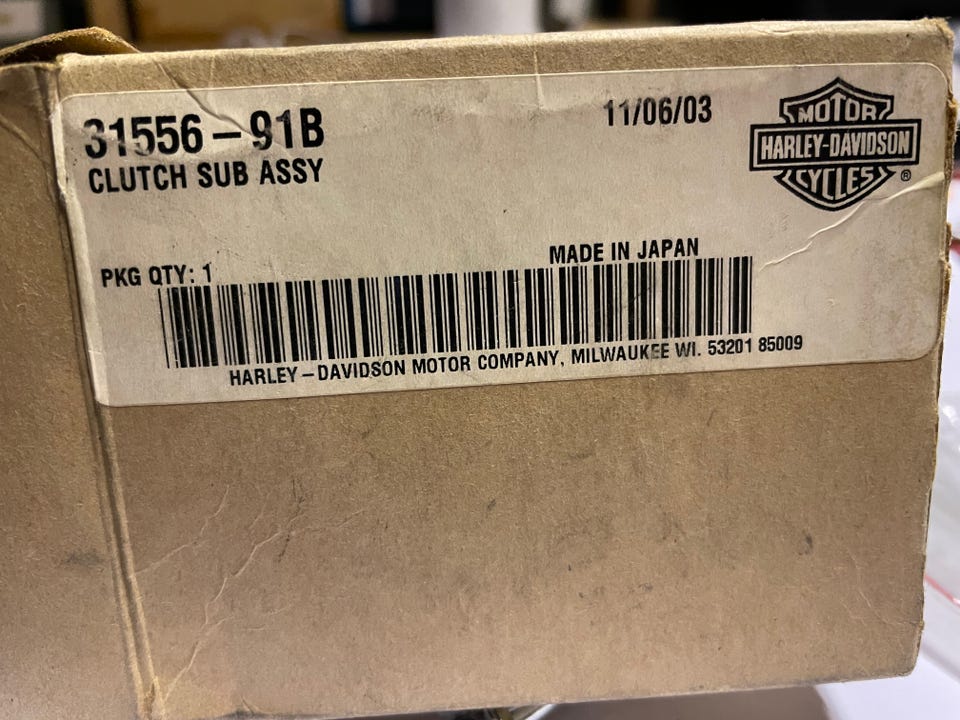 31556-91B
11/06/03
CLUTCH SUB ASSY
MOTOR
HARLEY-DAVIDSON
CYCLES
®
PKG QTY: 1
MADE IN JAPAN
HARLEY-DAVIDSON MOTOR COMPANY, MILWAUKEE WI. 53201 85009